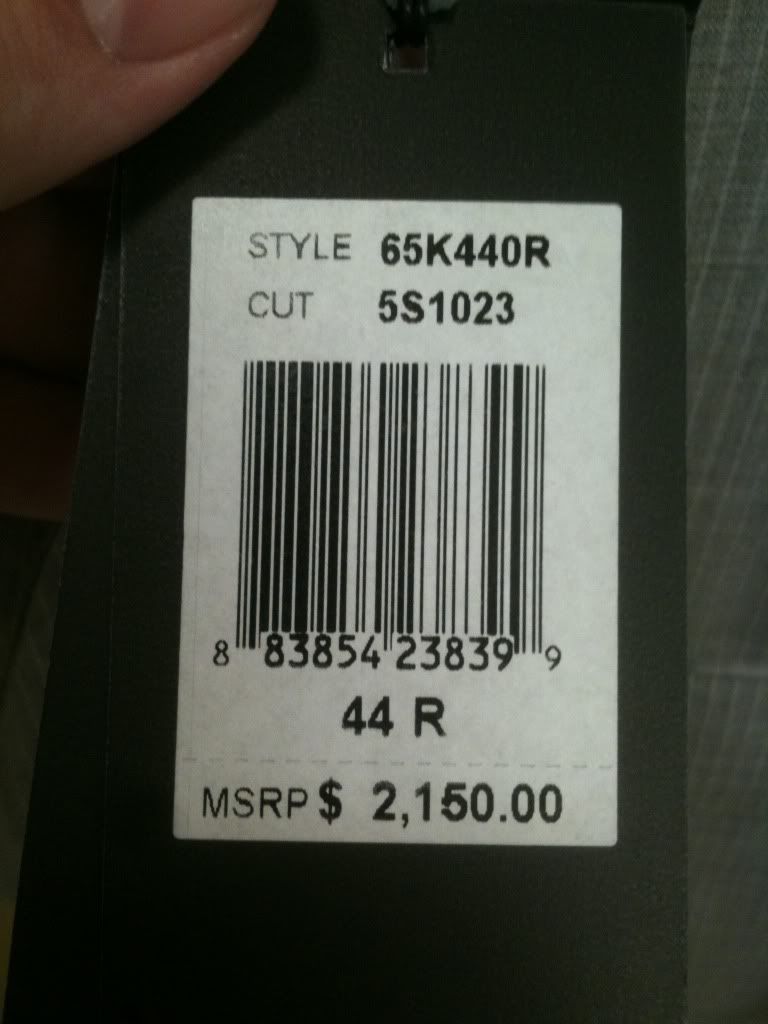 STYLE 65K440R
CUT 5S1023
8 83854 23839 9
44 R
MSRP $ 2,150.00